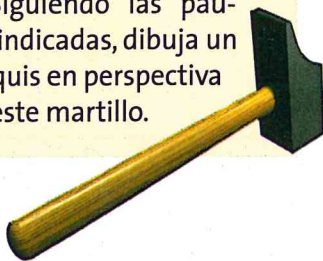 Siguiendo las pau-
indicadas, dibuja un
quis en perspectiva
este martillo.